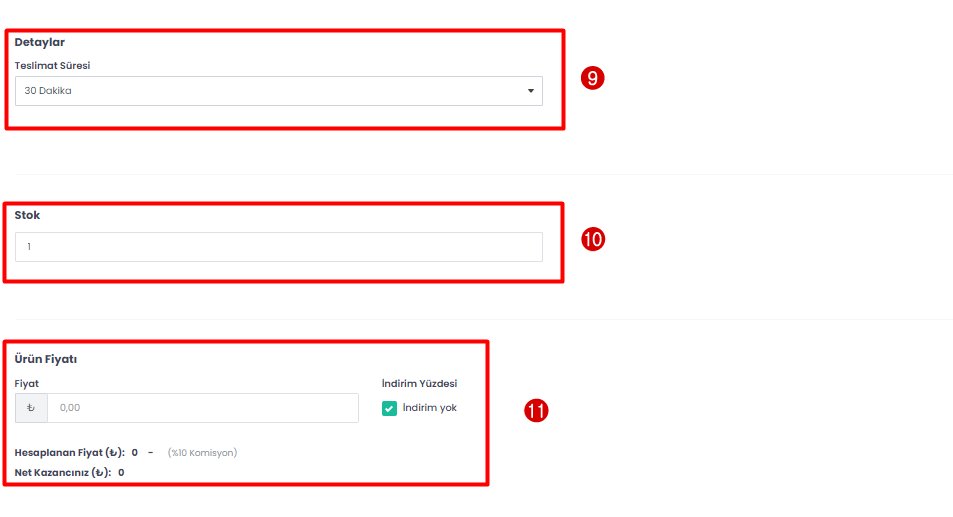 Detaylar
Teslimat Süresi
30 Dakika
9
Stok
1
10
Ürün Fiyatı
Fiyat
İndirim Yüzdesi
₺ 0,00
İndirim yok
11
Hesaplanan Fiyat (₺): 0 - (%10 Komisyon)
Net Kazancınız (₺): 0